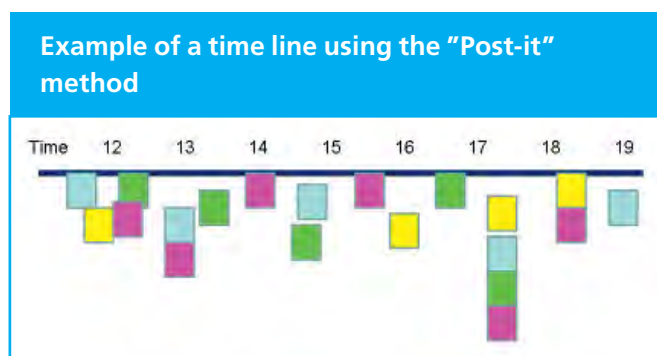 Example of a time line using the "Post-it"
method
Time 12 13 14 15 16 17 18 19